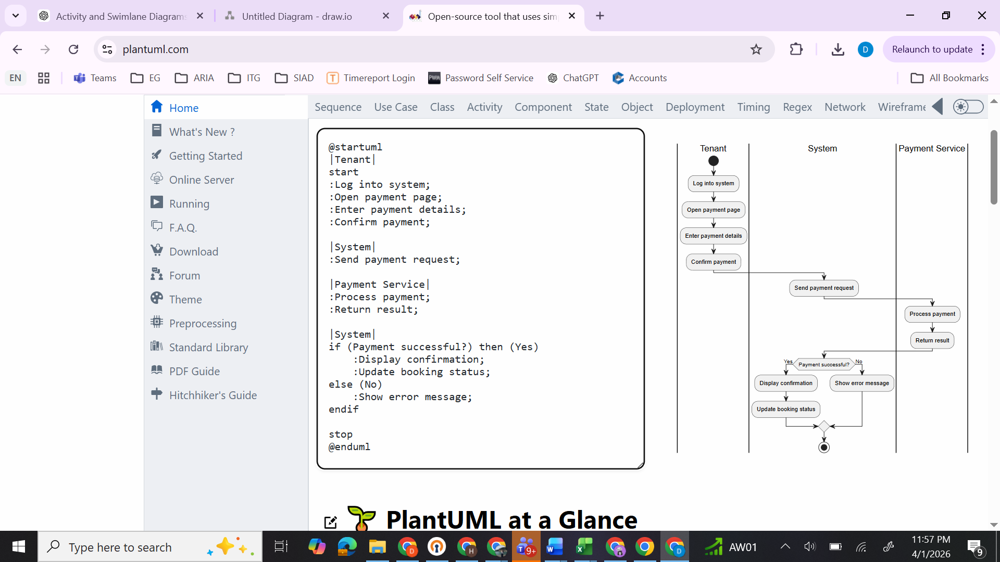 Activity and Swimlane Diagrams
Untitled Diagram - draw.io
Open-source tool that uses sim
plantuml.com
D
Relaunch to update
EN
Teams
EG
ARIA
ITG
SIAD
T
Timereport Login
PWM
Password Self Service
ChatGPT
Accounts
All Bookmarks
Home
What's New ?
Getting Started
Online Server
Running
F.A.Q.
Download
Forum
Theme
Preprocessing
Standard Library
PDF Guide
Hitchhiker's Guide
Sequence Use Case Class Activity Component State Object Deployment Timing Regex Network Wireframe
@startuml
|Tenant|
start
:Log into system;
:Open payment page;
:Enter payment details;
:Confirm payment;
|System|
:Send payment request;
|Payment Service|
:Process payment;
:Return result;
|System|
if (Payment successful?) then (Yes)
:Display confirmation;
:Update booking status;
else (No)
:Show error message;
endif
stop
@enduml
Tenant System Payment Service
Log into system
Open payment page
Enter payment details
Confirm payment
Send payment request
Process payment
Return result
Yes Payment successful? No
Display confirmation Show error message
Update booking status
PlantUML at a Glance
Type here to search
D
H
T 9+
W
X
D
AW01
11:57 PM
4/1/2026
9